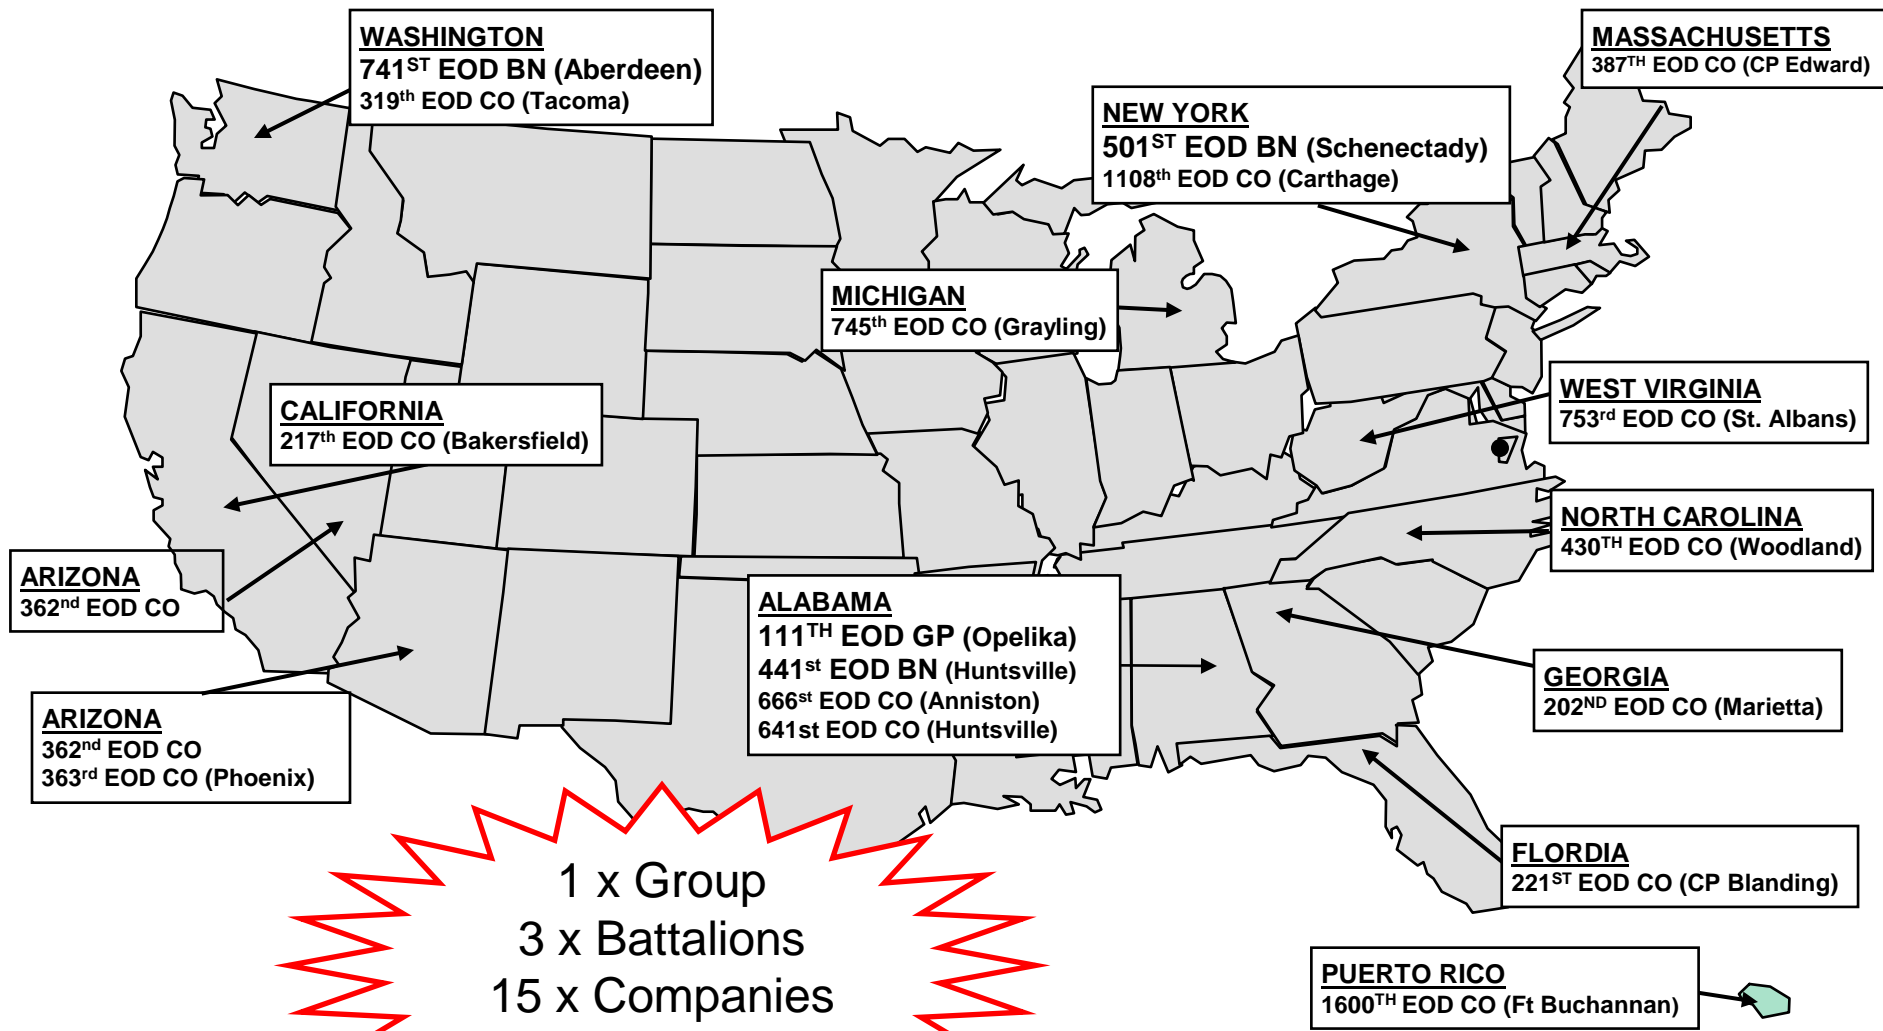 WASHINGTON
741ST EOD BN (Aberdeen)
319th EOD CO (Tacoma)
MASSACHUSETTS
387TH EOD CO (CP Edward)
NEW YORK
501ST EOD BN (Schenectady)
1108th EOD CO (Carthage)
MICHIGAN
745th EOD CO (Grayling)
CALIFORNIA
217th EOD CO (Bakersfield)
WEST VIRGINIA
753rd EOD CO (St. Albans)
NORTH CAROLINA
430TH EOD CO (Woodland)
ARIZONA
362nd EOD CO
ALABAMA
111TH EOD GP (Opelika)
441st EOD BN (Huntsville)
666st EOD CO (Anniston)
641st EOD CO (Huntsville)
GEORGIA
202ND EOD CO (Marietta)
ARIZONA
362nd EOD CO
363rd EOD CO (Phoenix)
FLORDIA
221ST EOD CO (CP Blanding)
1 x Group
3 x Battalions
15 x Companies
PUERTO RICO
1600TH EOD CO (Ft Buchannan)